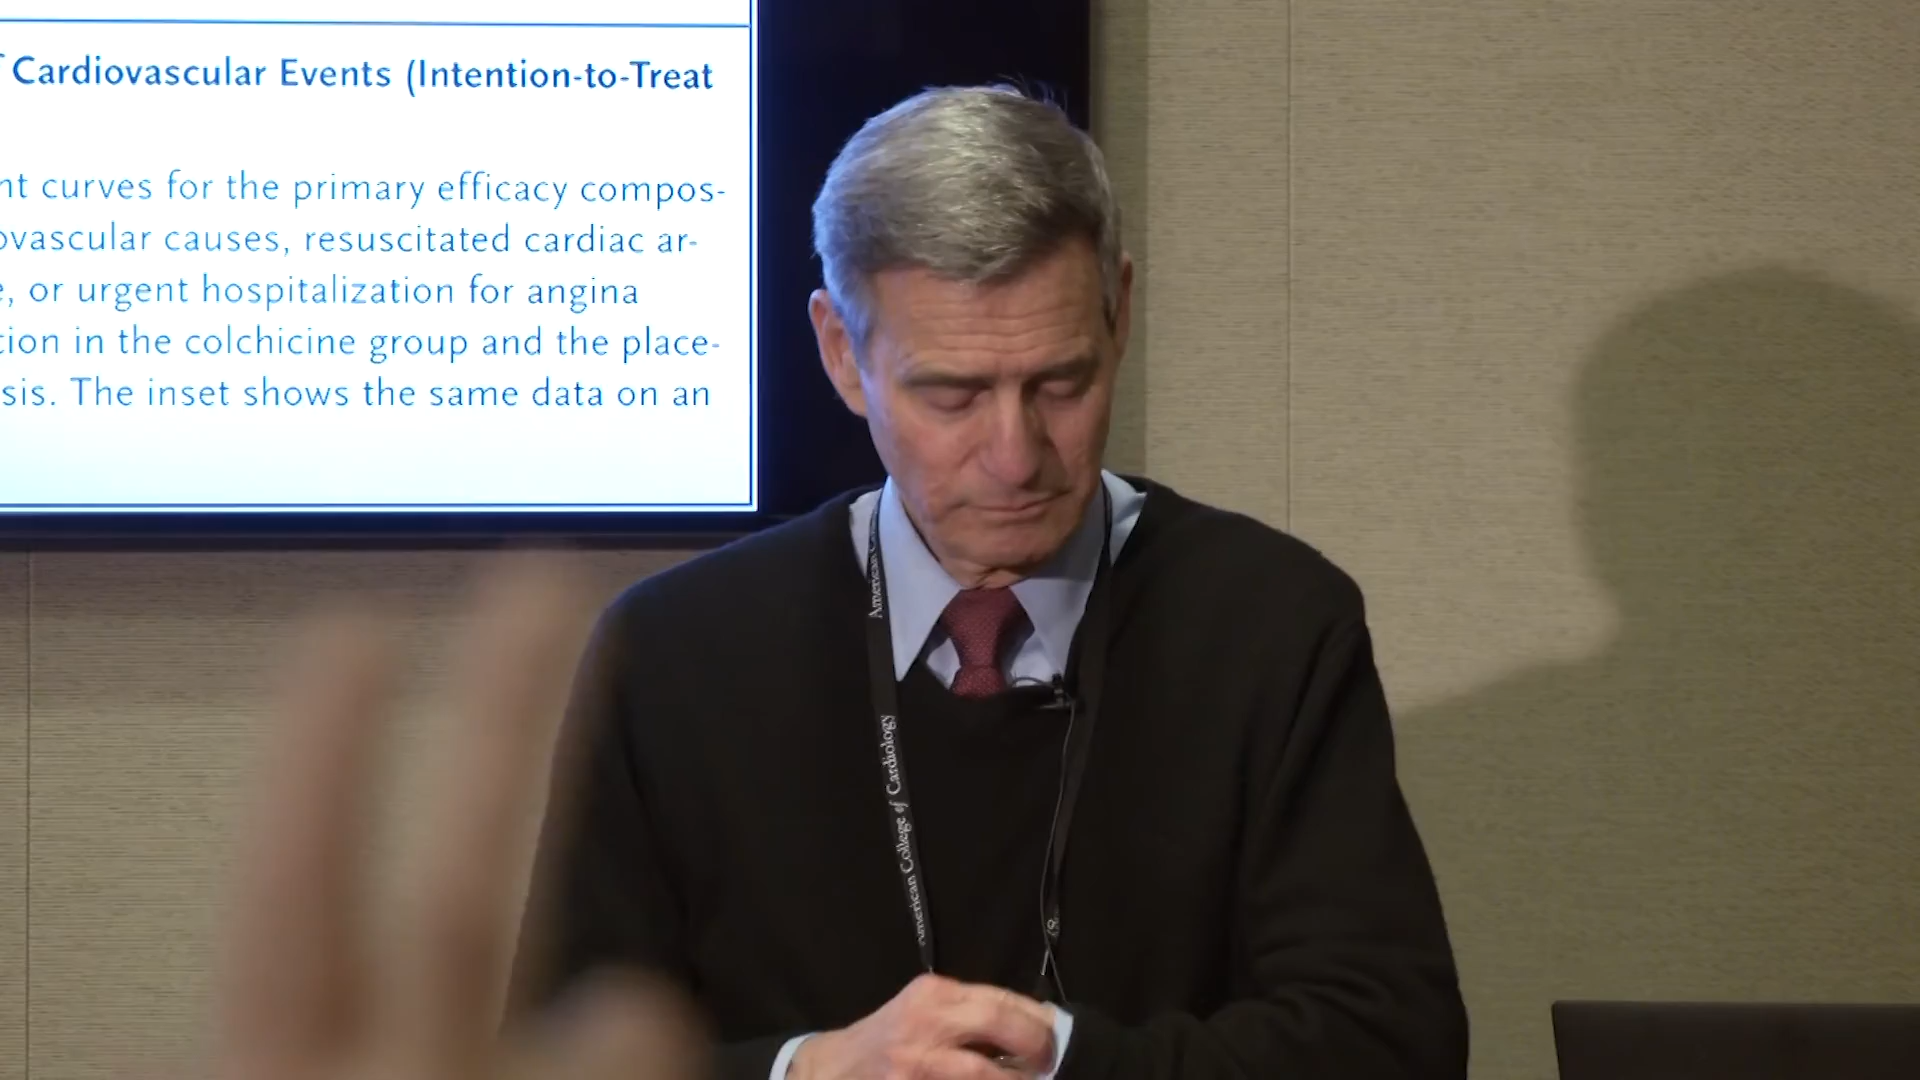 Cardiovascular Events (Intention-to-Treat
nt curves for the primary efficacy compos-
ovascular causes, resuscitated cardiac ar-
e, or urgent hospitalization for angina
tion in the colchicine group and the place-
sis. The inset shows the same data on an
American
American College of Cardiology